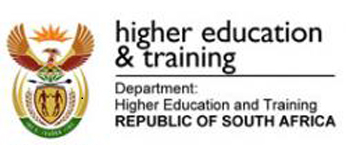 higher education
& training
Department:
Higher Education and Training
REPUBLIC OF SOUTH AFRICA